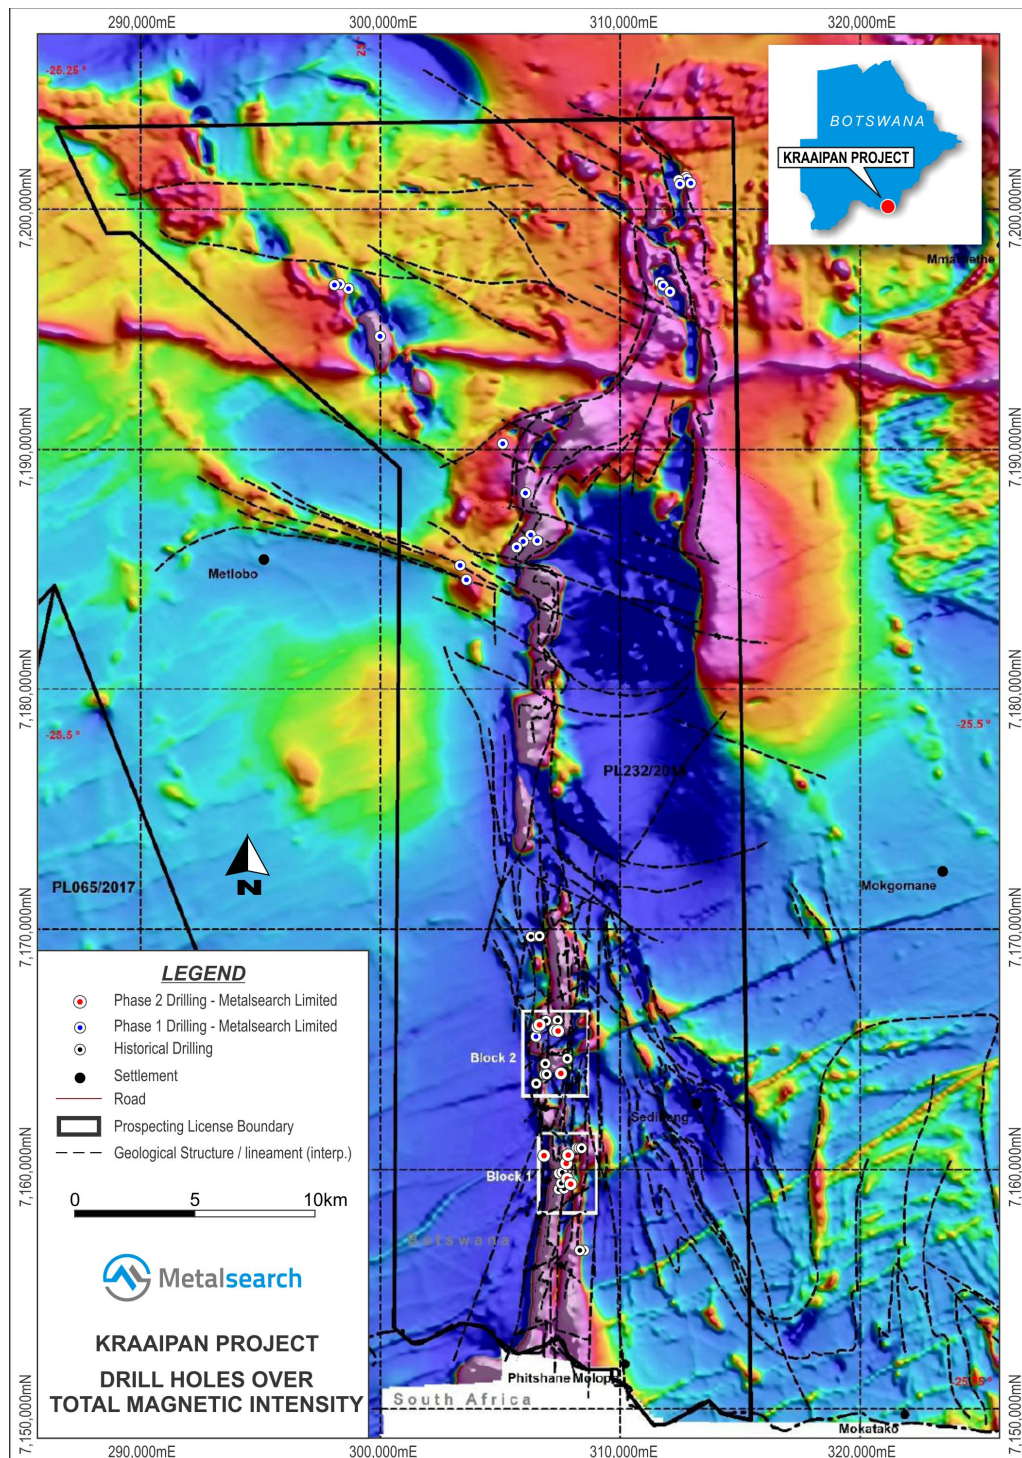 290,000mE
300,000mE
310,000mE
320,000mE
-25.25 °
25°
BOTSWANA
KRAAIPAN PROJECT
7,200,000mN
7,200,000mN
7,190,000mN
7,190,000mN
Metlobo
7,180,000mN
7,180,000mN
-25.5 °
-25.5 °
PL065/2017
Mokgomane
7,170,000mN
7,170,000mN
LEGEND
Phase 2 Drilling - Metalsearch Limited
Phase 1 Drilling - Metalsearch Limited
Historical Drilling
Settlement
Road
Prospecting License Boundary
Geological Structure / lineament (interp.)
0 5 10km
Metalsearch
KRAAIPAN PROJECT
DRILL HOLES OVER
TOTAL MAGNETIC INTENSITY
N
Block 2
Block 1
7,160,000mN
7,160,000mN
Botswana
South Africa
Phitshane Molopo
Mokatako
7,150,000mN
7,150,000mN
290,000mE
300,000mE
310,000mE
320,000mE